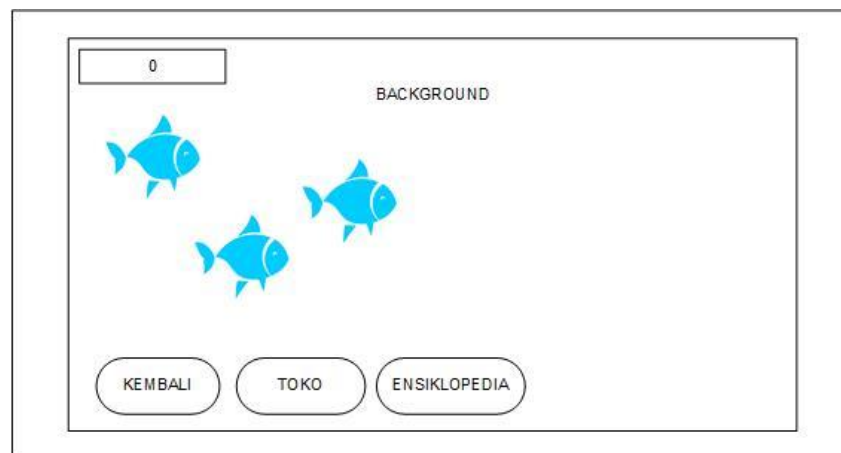 0
BACKGROUND
KEMBALI
TOKO
ENSIKLOPEDIA